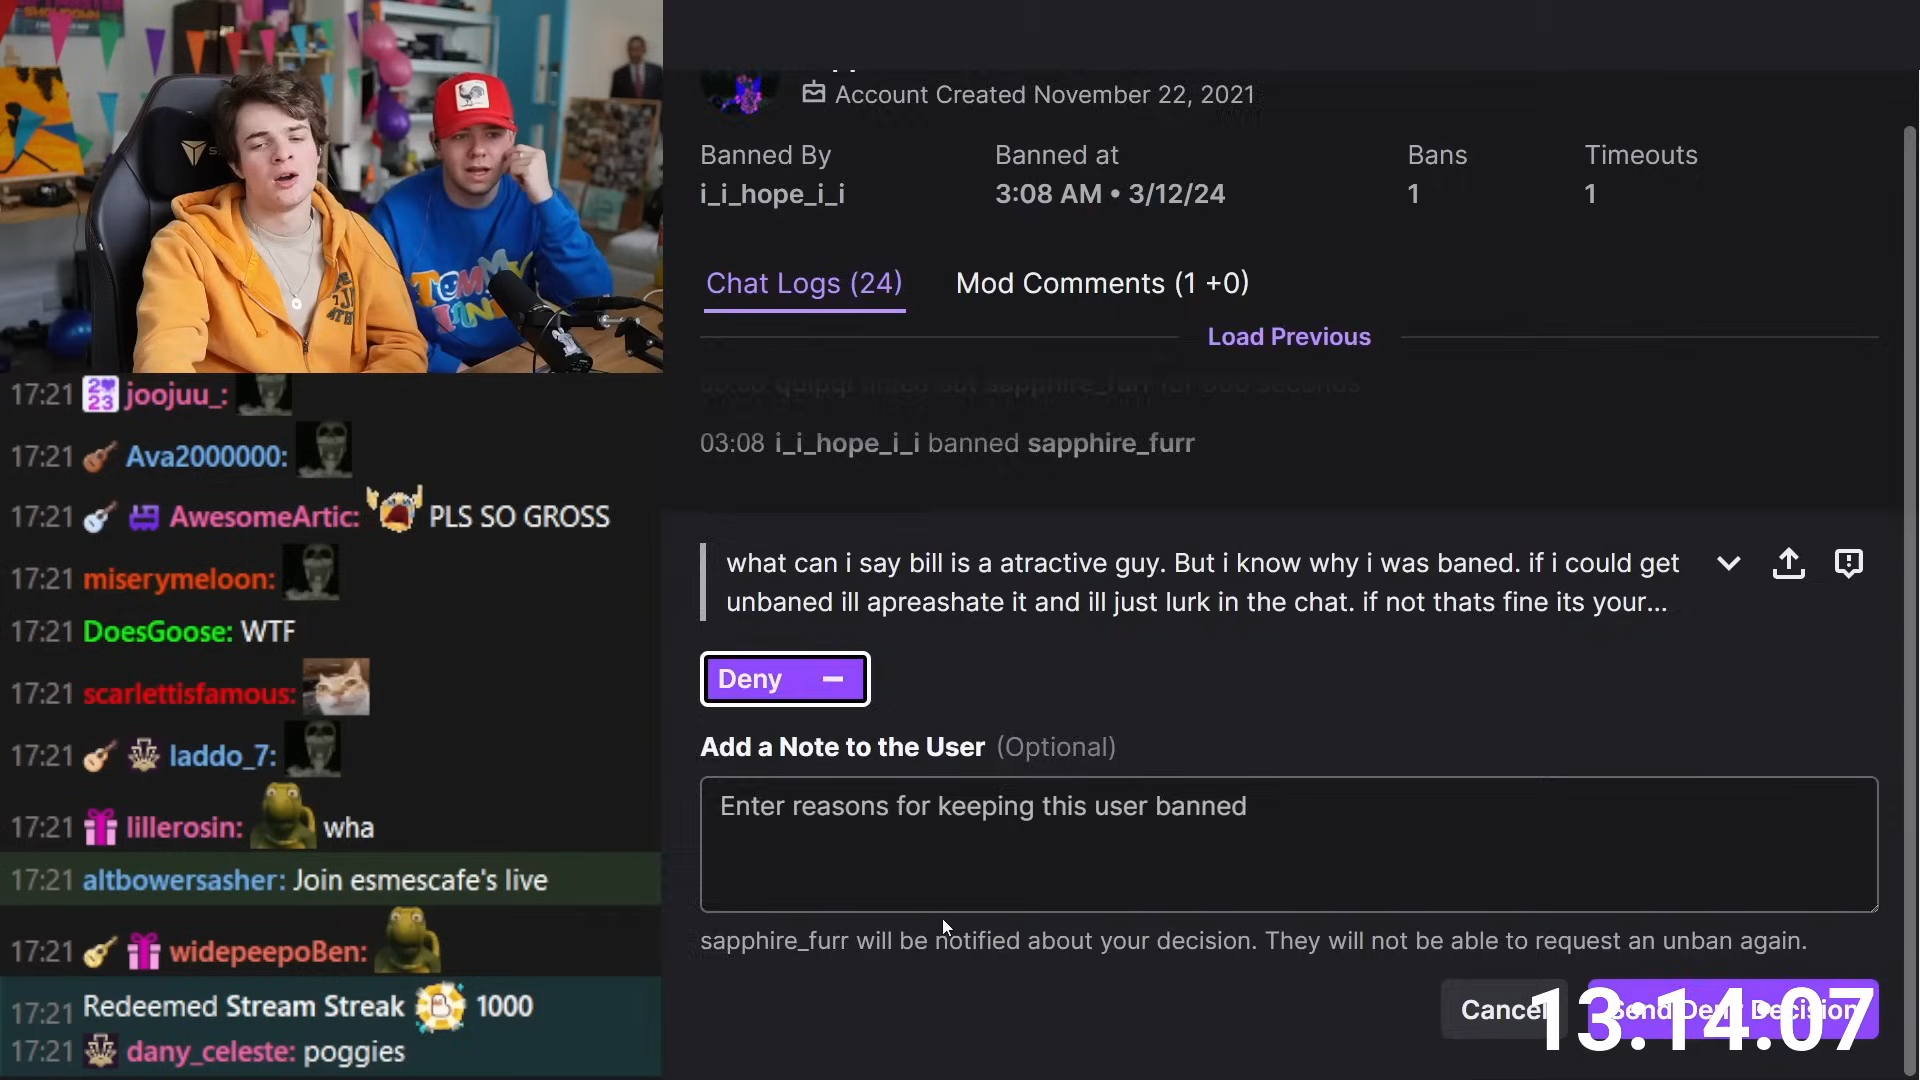 Account Created November 22, 2021
Banned By
Banned at
Bans
Timeouts
i_i_hope_i_i
3:08 AM • 3/12/24
1
1
Chat Logs (24)
Mod Comments (1 +0)
Load Previous
03:08 i_i_hope_i_i banned sapphire_furr
what can i say bill is a atractive guy. But i know why i was baned. if i could get
unbaned ill apreashate it and ill just lurk in the chat. if not thats fine its your...
Deny
Add a Note to the User (Optional)
Enter reasons for keeping this user banned
sapphire_furr will be notified about your decision. They will not be able to request an unban again.
Cancel
Send Deny Decision
13.14.07
17:21 joojuu_:
17:21 Ava2000000:
17:21 AwesomeArtic: PLS SO GROSS
17:21 miserymeloon:
17:21 DoesGoose: WTF
17:21 scarlettisfamous:
17:21 laddo_7:
17:21 lillerosin: wha
17:21 altbowersasher: Join esmescafe's live
17:21 widepeepoBen:
17:21 Redeemed Stream Streak 1000
17:21 dany_celeste: poggies